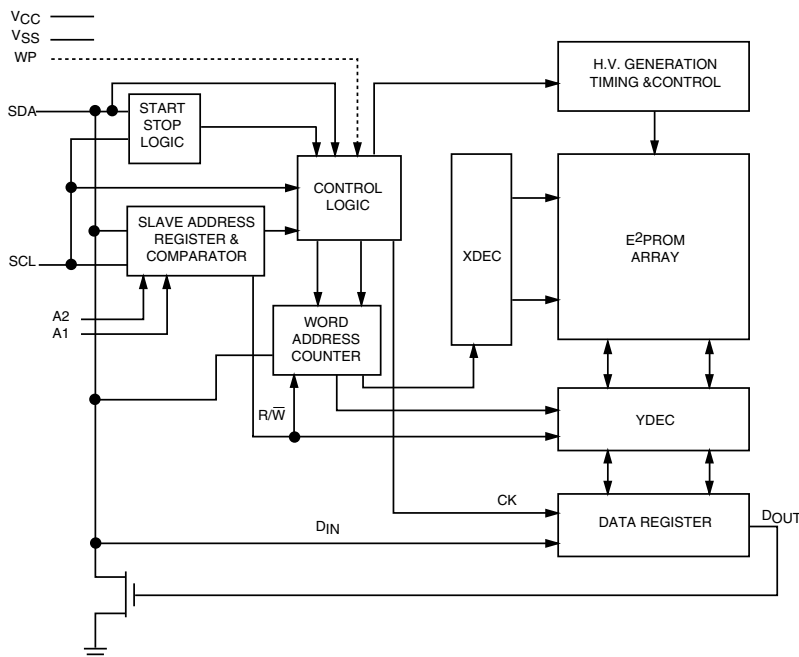 VCC
VSS
WP
SDA
START
STOP
LOGIC
H.V. GENERATION
TIMING &CONTROL
CONTROL
LOGIC
SLAVE ADDRESS
REGISTER &
COMPARATOR
SCL
XDEC
E2PROM
ARRAY
A2
A1
WORD
ADDRESS
COUNTER
R/W̅
YDEC
CK
DIN
DATA REGISTER
DOUT